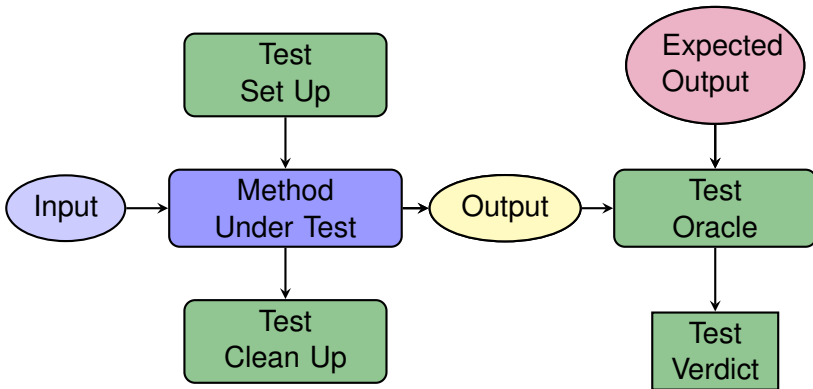 Test
Set Up
Expected
Output
Input
Method
Under Test
Output
Test
Oracle
Test
Clean Up
Test
Verdict